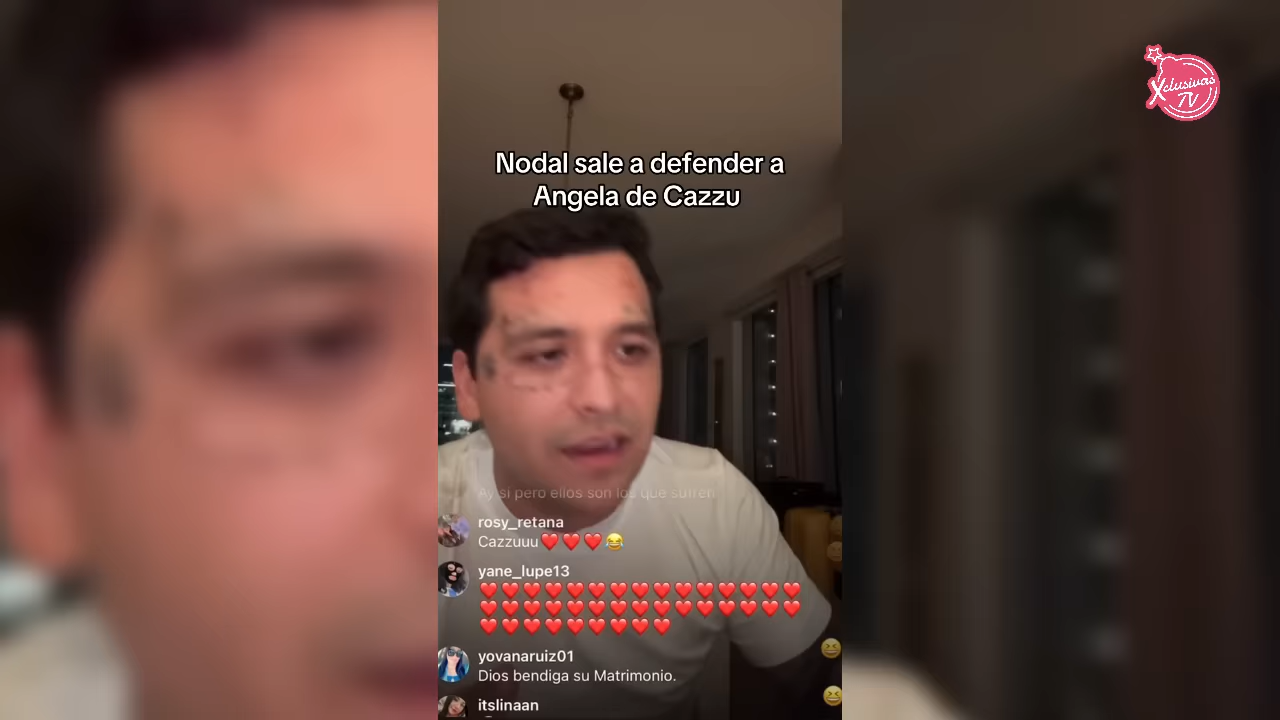 Xclusivas
TV
Nodal sale a defender a
Angela de Cazzu
Ay si pero ellos son los que sufren
rosy_retana
Cazzuuu❤️❤️❤️😂
yane_lupe13
❤️❤️❤️❤️❤️❤️❤️❤️❤️❤️❤️❤️❤️❤️❤️
❤️❤️❤️❤️❤️❤️❤️❤️❤️❤️❤️❤️❤️❤️❤️
❤️❤️❤️❤️❤️❤️❤️❤️❤️
yovanaruiz01
Dios bendiga su Matrimonio.
itslinaan